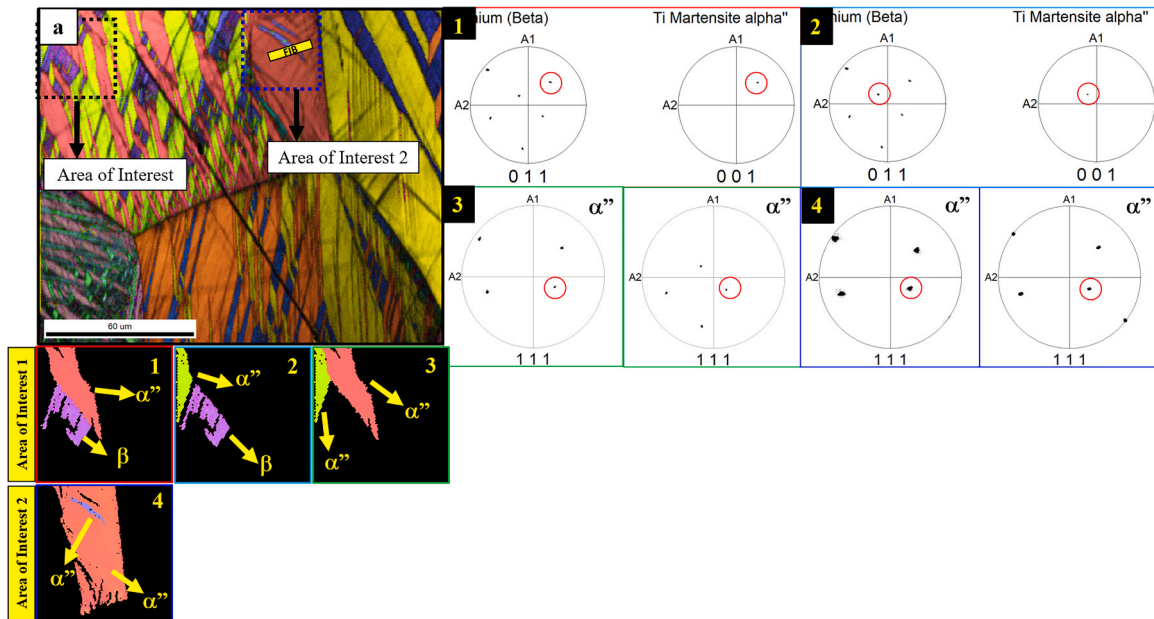 a
FIB
Area of Interest
Area of Interest 2
60 um
1
nium (Beta)
Ti Martensite alpha"
A1
A1
A2
A2
0 1 1
0 0 1
2
nium (Beta)
Ti Martensite alpha"
A1
A1
A2
A2
0 1 1
0 0 1
3
α”
α”
A1
A1
A2
A2
1 1 1
1 1 1
4
α”
α”
A1
A1
A2
A2
1 1 1
1 1 1
Area of Interest 1
1
α”
β
2
α”
β
3
α”
α”
Area of Interest 2
4
α”
α”